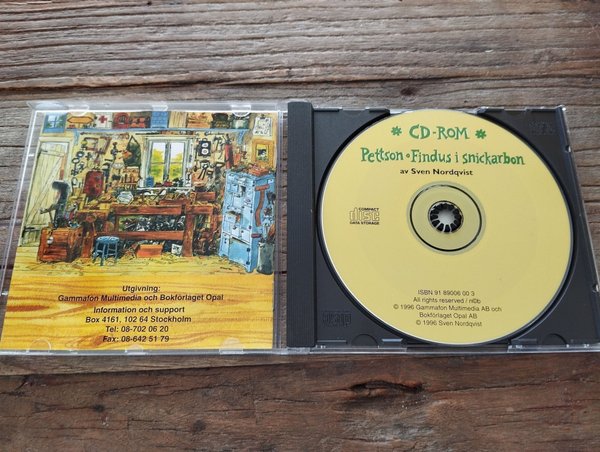 Utgivning:
Gammafon Multimedia och Bokförlaget Opal
Information och support
Box 4161, 102 64 Stockholm
Tel: 08-702 06 20
Fax: 08-642 51 79
CD-ROM
Pettson·Findus i snickarbon
av Sven Nordqvist
COMPACT
disc
DATA STORAGE
ISBN 91 89006 00 3
All rights reserved / nl0b
© 1996 Gammafon Multimedia AB och
Bokförlaget Opal AB
© 1996 Sven Nordqvist